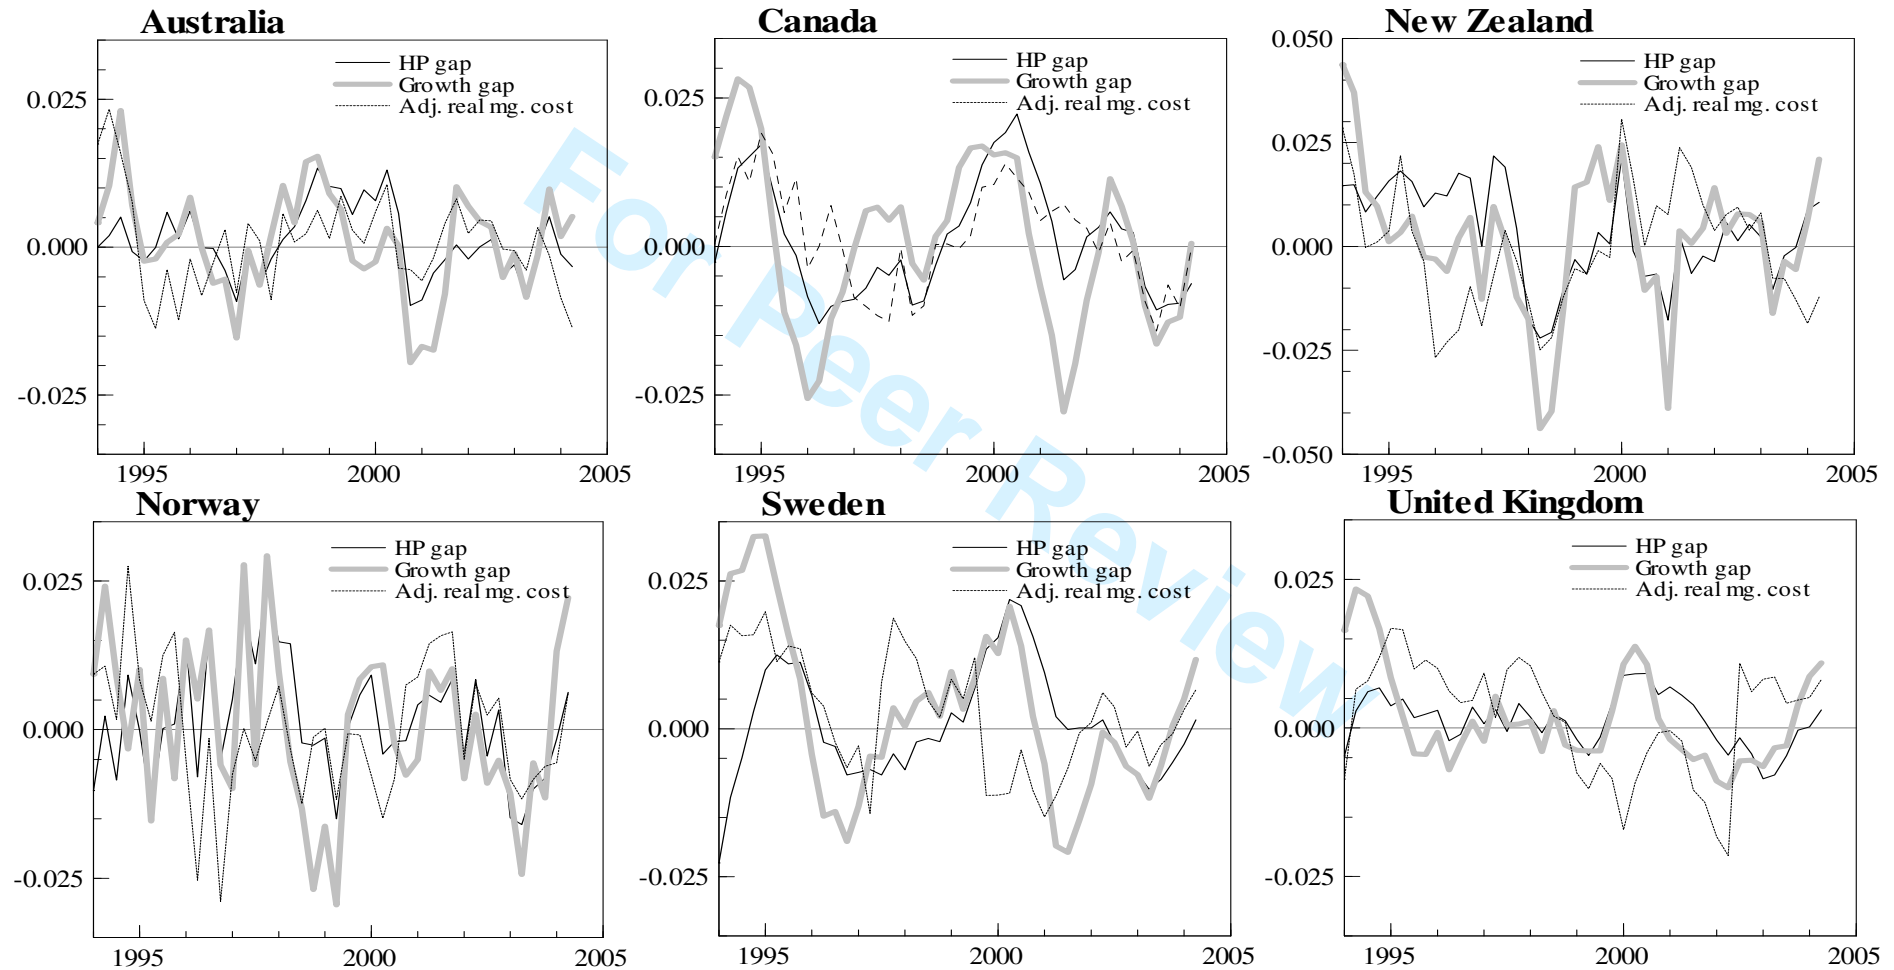 Australia
HP gap
Growth gap
Adj. real mg. cost
0.025
0.000
-0.025
1995
2000
2005
Canada
HP gap
Growth gap
Adj. real mg. cost
0.025
0.000
-0.025
1995
2000
2005
New Zealand
0.050
HP gap
Growth gap
Adj. real mg. cost
0.025
0.000
-0.025
-0.050
1995
2000
2005
Norway
HP gap
Growth gap
Adj. real mg. cost
0.025
0.000
-0.025
1995
2000
2005
Sweden
HP gap
Growth gap
Adj. real mg. cost
0.025
0.000
-0.025
1995
2000
2005
United Kingdom
HP gap
Growth gap
Adj. real mg. cost
0.025
0.000
-0.025
1995
2000
2005
For Peer Review